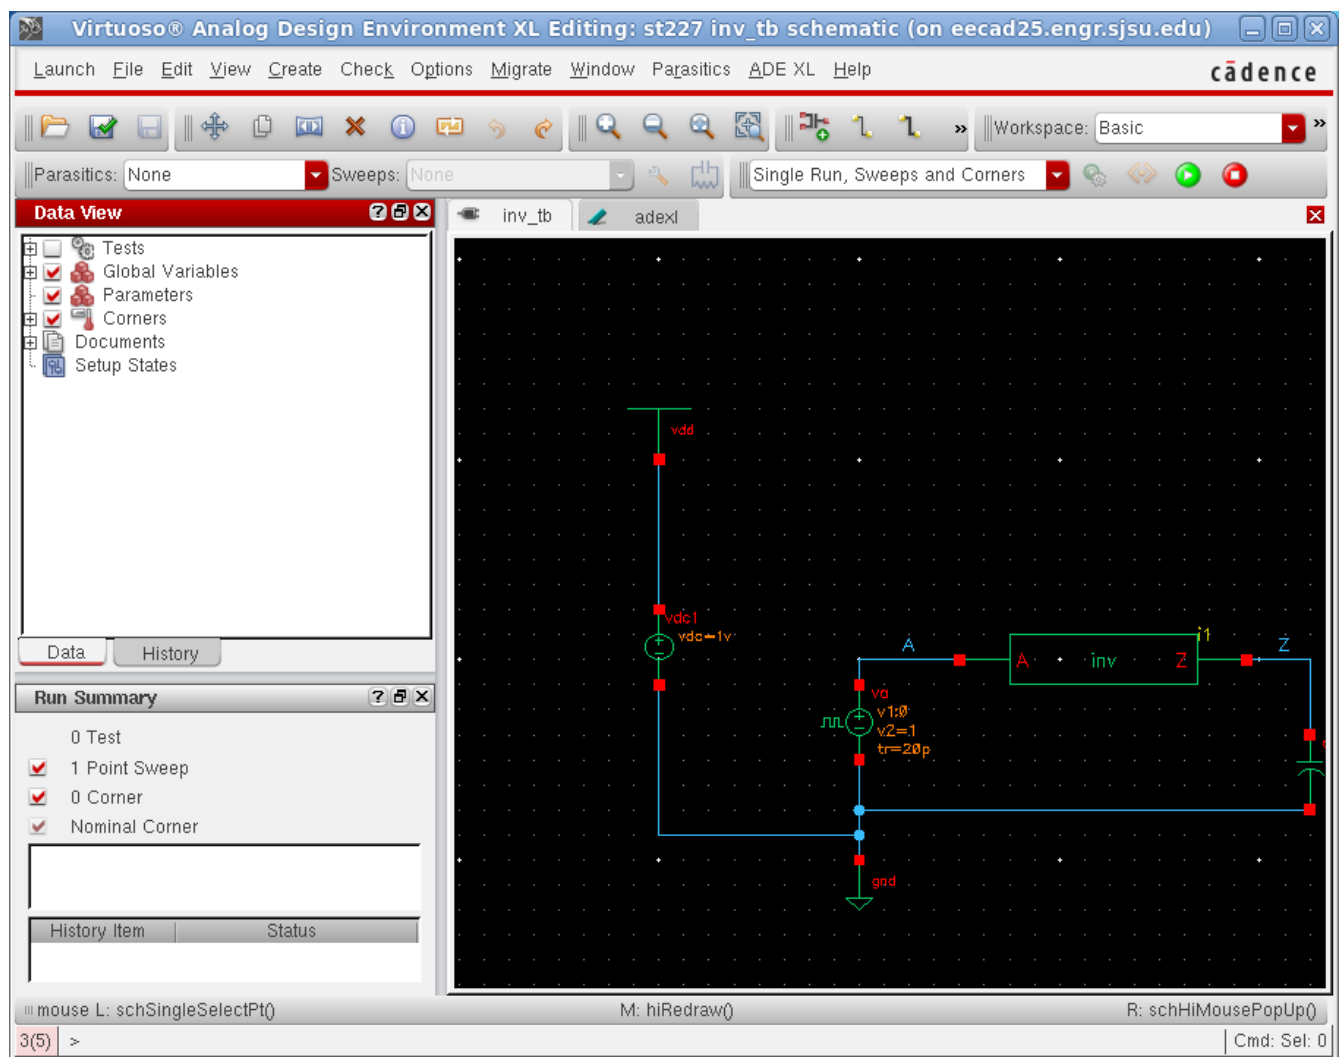 Virtuoso® Analog Design Environment XL Editing: st227 inv_tb schematic (on eecad25.engr.sjsu.edu)
Launch File Edit View Create Check Options Migrate Window Parasitics ADE XL Help
cādence
Workspace: Basic
Parasitics: None
Sweeps: None
Single Run, Sweeps and Corners
Data View
inv_tb
adexl
Tests
Global Variables
Parameters
Corners
Documents
Setup States
Data
History
Run Summary
0 Test
1 Point Sweep
0 Corner
Nominal Corner
History Item
Status
vdd
vdc1
vdc=1v
A
A
inv
Z
i1
Z
va
v1:0
v2=1
tr=20p
gnd
mouse L: schSingleSelectPt()
M: hiRedraw()
R: schHiMousePopUp()
3(5)
>
Cmd: Sel: 0